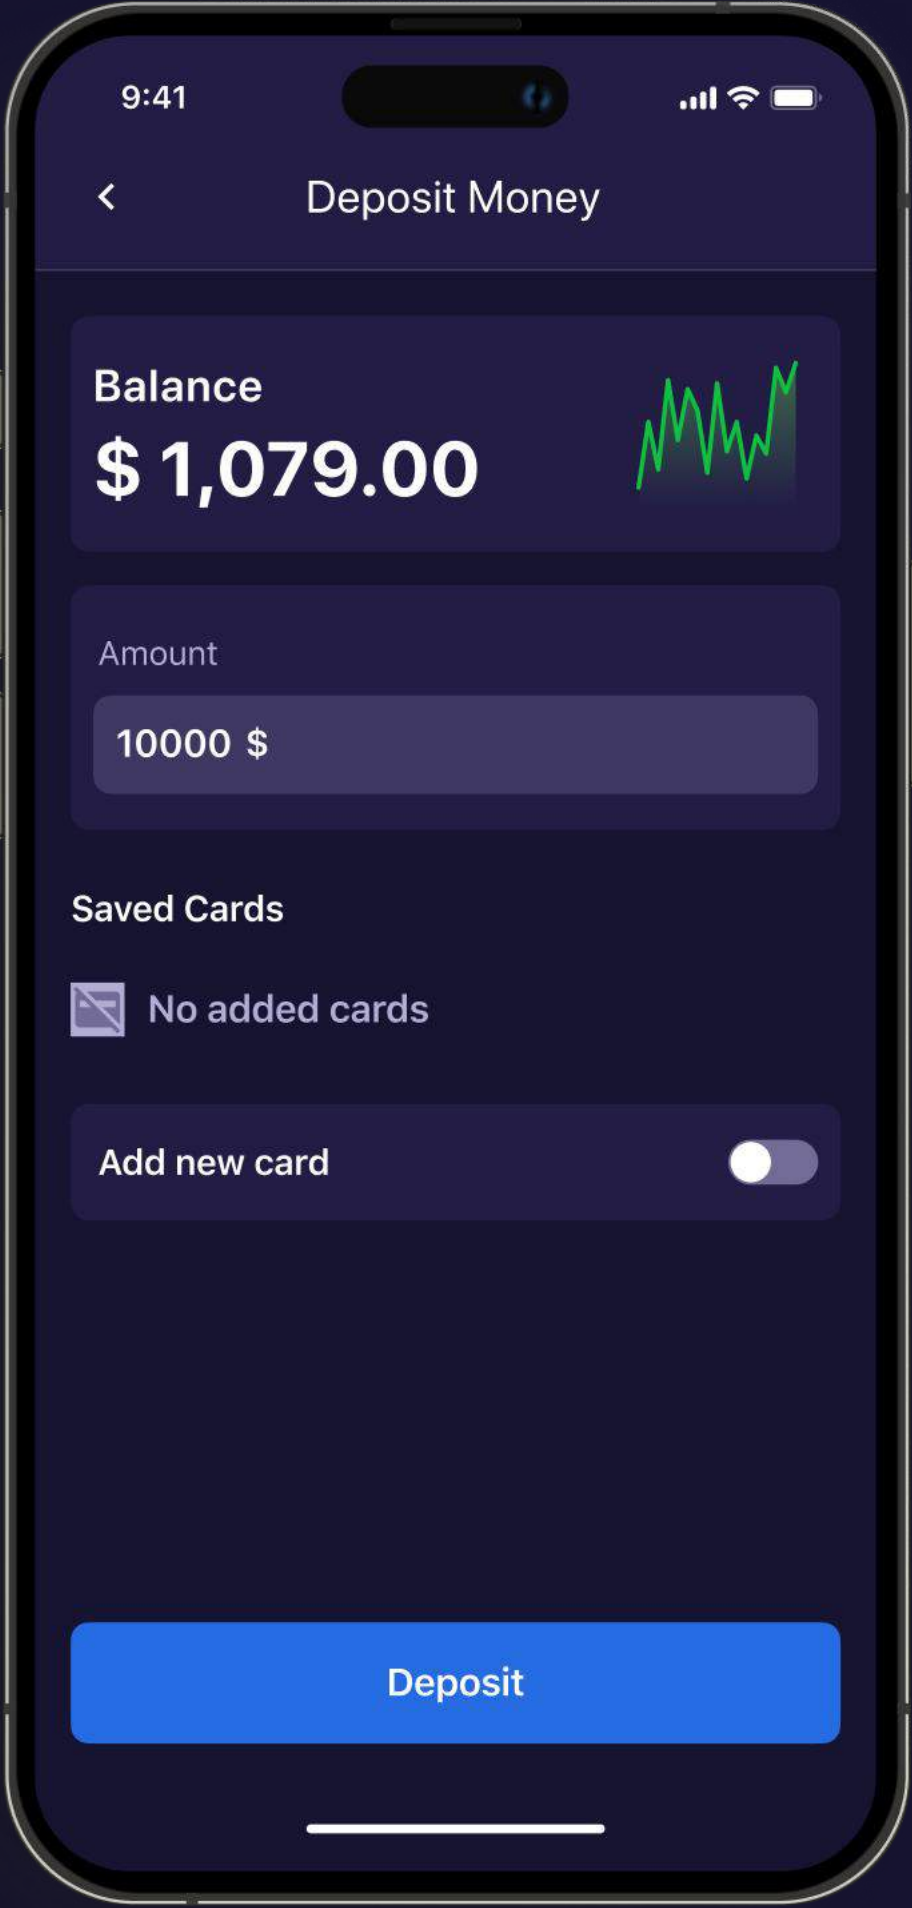 9:41
Deposit Money
Balance
$ 1,079.00
Amount
10000 $
Saved Cards
No added cards
Add new card
Deposit